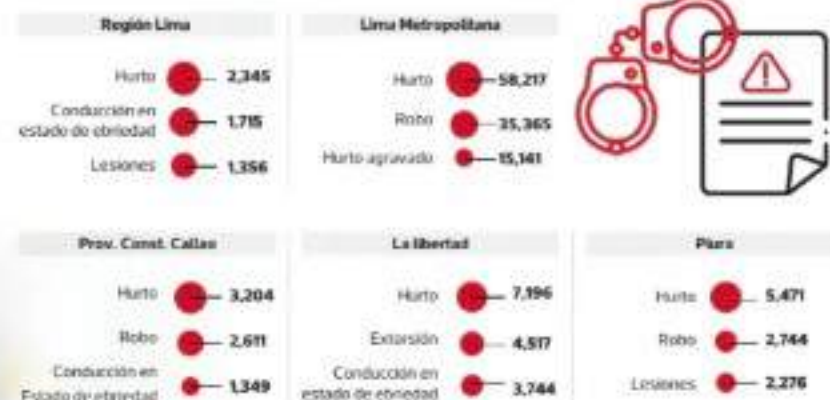 Región Lima
Hurto 2,345
Conducción en
estado de ebriedad 1,715
Lesiones 1,356
Lima Metropolitana
Hurto 58,217
Robo 35,365
Hurto agravado 15,141
Prov. Const. Callao
Hurto 3,204
Robo 2,611
Conducción en
Estado de ebriedad 1,349
La libertad
Hurto 7,196
Extorsión 4,517
Conducción en
estado de ebriedad 3,744
Piura
Hurto 5,471
Robo 2,744
Lesiones 2,276